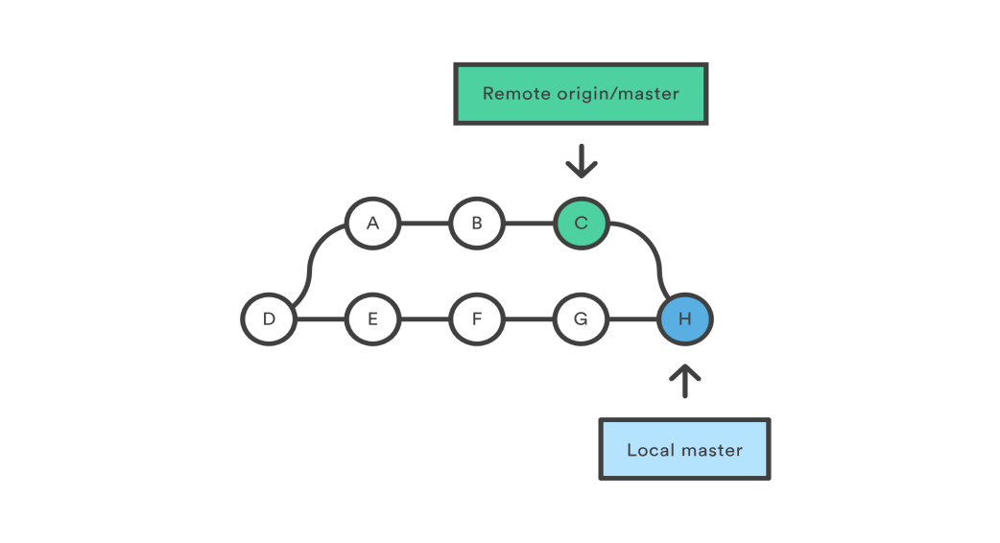 Remote origin/master
A B C
D E F G H
Local master